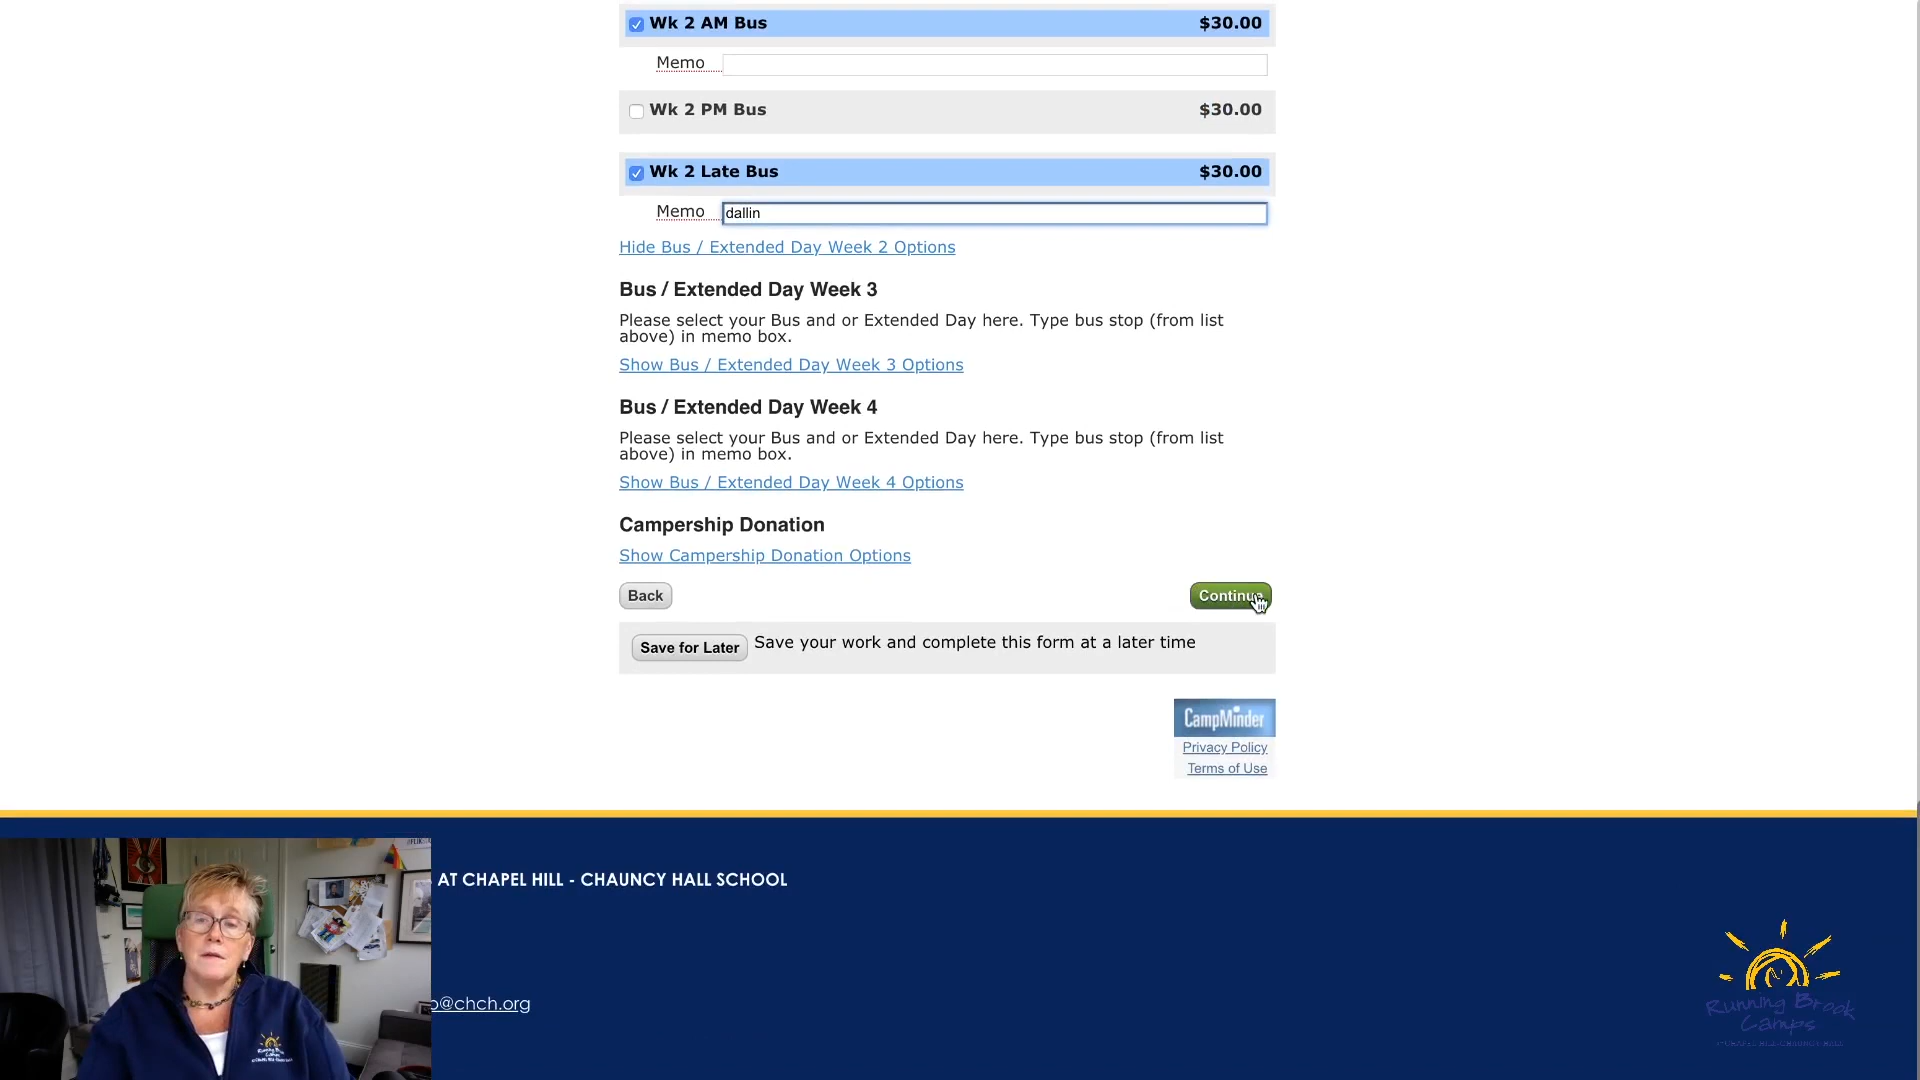 Wk 2 AM Bus $30.00
Memo
Wk 2 PM Bus $30.00
Wk 2 Late Bus $30.00
Memo dallin
Hide Bus / Extended Day Week 2 Options
Bus / Extended Day Week 3
Please select your Bus and or Extended Day here. Type bus stop (from list
above) in memo box.
Show Bus / Extended Day Week 3 Options
Bus / Extended Day Week 4
Please select your Bus and or Extended Day here. Type bus stop (from list
above) in memo box.
Show Bus / Extended Day Week 4 Options
Campership Donation
Show Campership Donation Options
Back Continue
Save for Later Save your work and complete this form at a later time
CampMinder
Privacy Policy
Terms of Use
AT CHAPEL HILL - CHAUNCY HALL SCHOOL
@chch.org
Running Brook
Camps